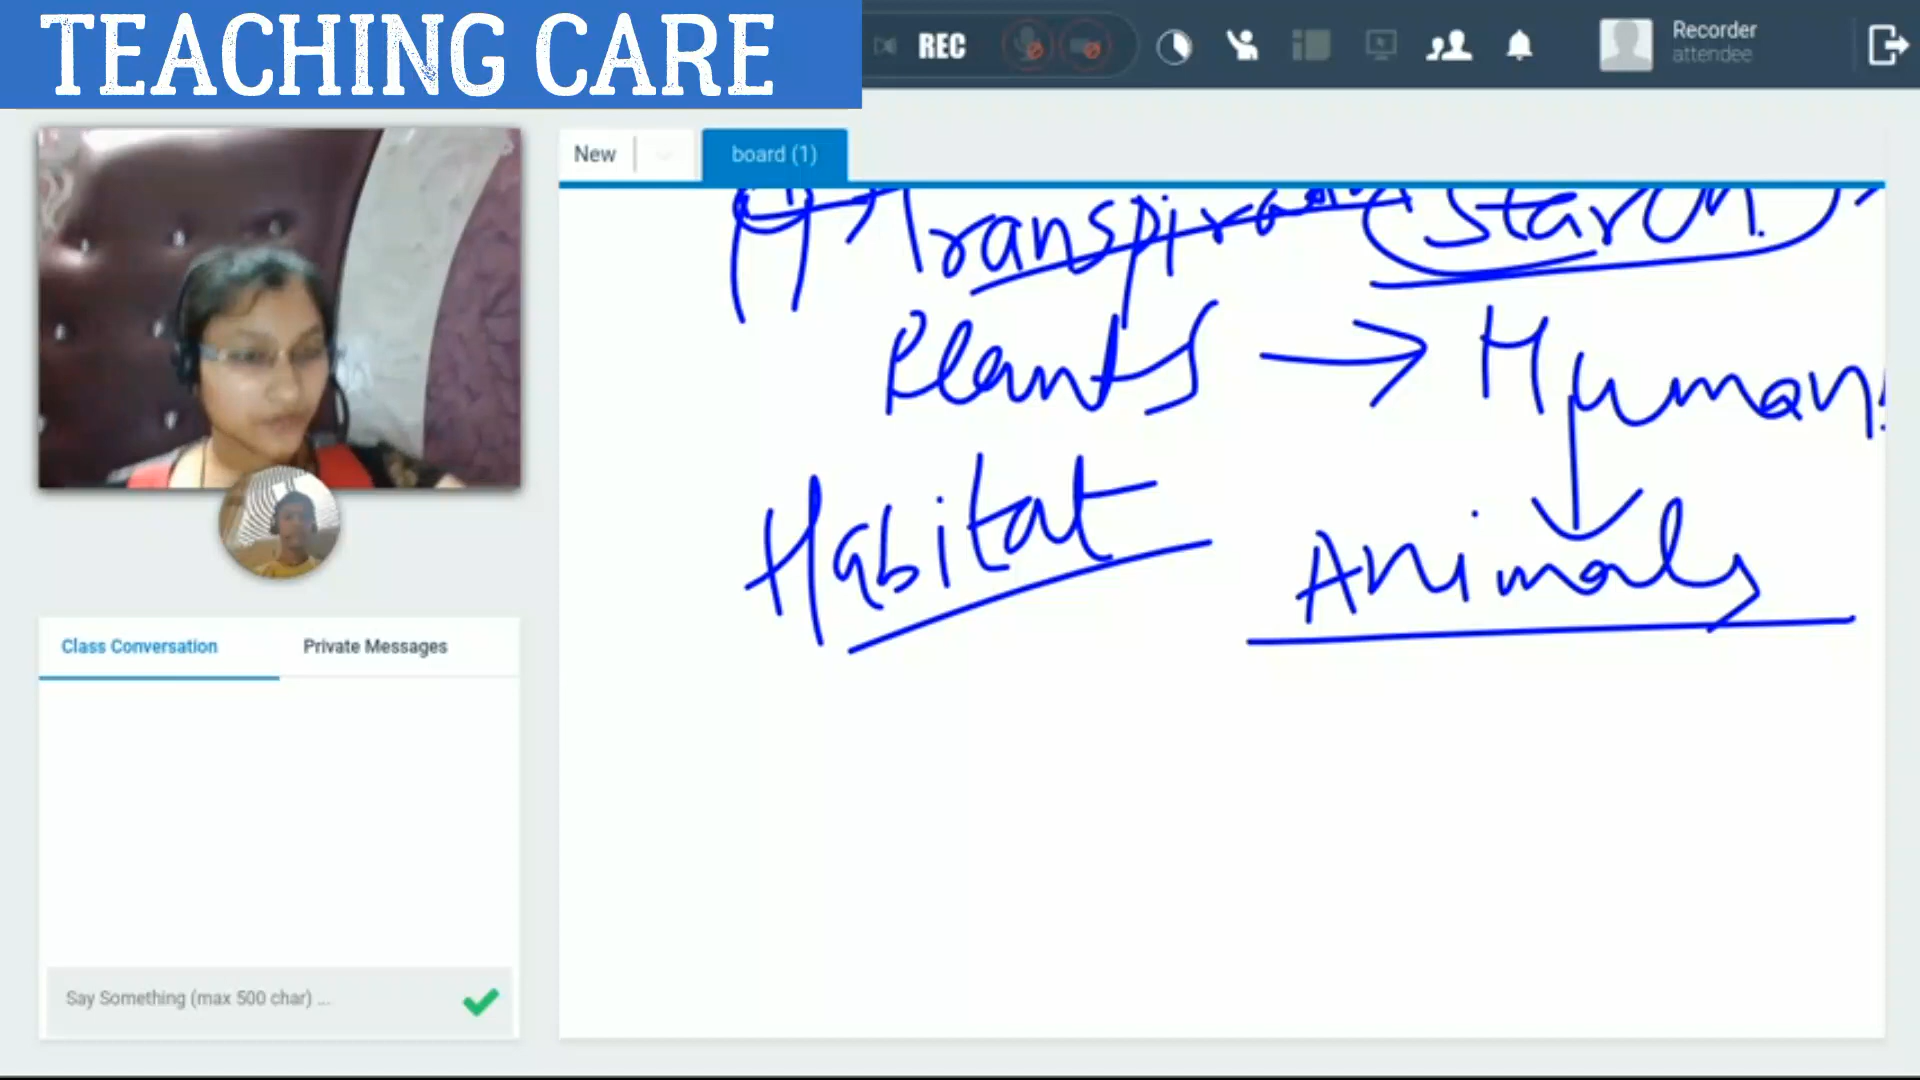 TEACHING CARE
REC
Recorder
attendee
New
board (1)
Transpiration Starch.
Plants → Humans
Habitat
Animals
Class Conversation
Private Messages
Say Something (max 500 char) ...